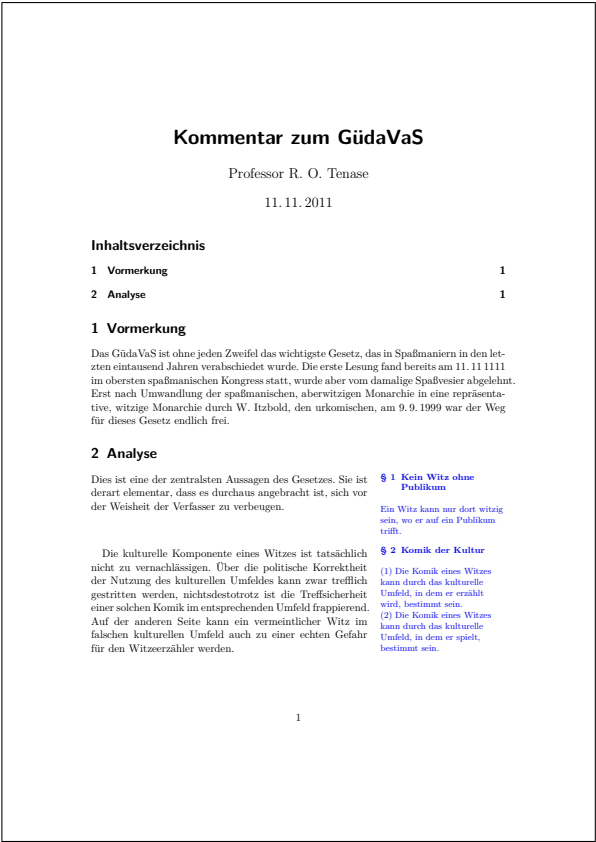 Kommentar zum GüdaVaS
Professor R. O. Tenase
11. 11. 2011
Inhaltsverzeichnis
1 Vormerkung 1
2 Analyse 1
1 Vormerkung
Das GüdaVaS ist ohne jeden Zweifel das wichtigste Gesetz, das in Spaßmaniern in den letz-
zten eintausend Jahren verabschiedet wurde. Die erste Lesung fand bereits am 11. 11 1111
im obersten spaßmanischen Kongress statt, wurde aber vom damalige Spaßvesier abgelehnt.
Erst nach Umwandlung der spaßmanischen, aberwitzigen Monarchie in eine repräsenta-
tive, witzige Monarchie durch W. Itzbold, den urkomischen, am 9. 9. 1999 war der Weg
für dieses Gesetz endlich frei.
2 Analyse
Dies ist eine der zentralsten Aussagen des Gesetzes. Sie ist
derart elementar, dass es durchaus angebracht ist, sich vor
der Weisheit der Verfasser zu verbeugen.
§ 1 Kein Witz ohne
Publikum
Ein Witz kann nur dort witzig
sein, wo er auf ein Publikum
trifft.
Die kulturelle Komponente eines Witzes ist tatsächlich
nicht zu vernachlässigen. Über die politische Korrektheit
der Nutzung des kulturellen Umfeldes kann zwar trefflich
gestritten werden, nichtsdestotrotz ist die Treffsicherheit
einer solchen Komik im entsprechenden Umfeld frappierend.
Auf der anderen Seite kann ein vermeintlicher Witz im
falschen kulturellen Umfeld auch zu einer echten Gefahr
für den Witzeerzähler werden.
§ 2 Komik der Kultur
(1) Die Komik eines Witzes
kann durch das kulturelle
Umfeld, in dem er erzählt
wird, bestimmt sein.
(2) Die Komik eines Witzes
kann durch das kulturelle
Umfeld, in dem er spielt,
bestimmt sein.
1